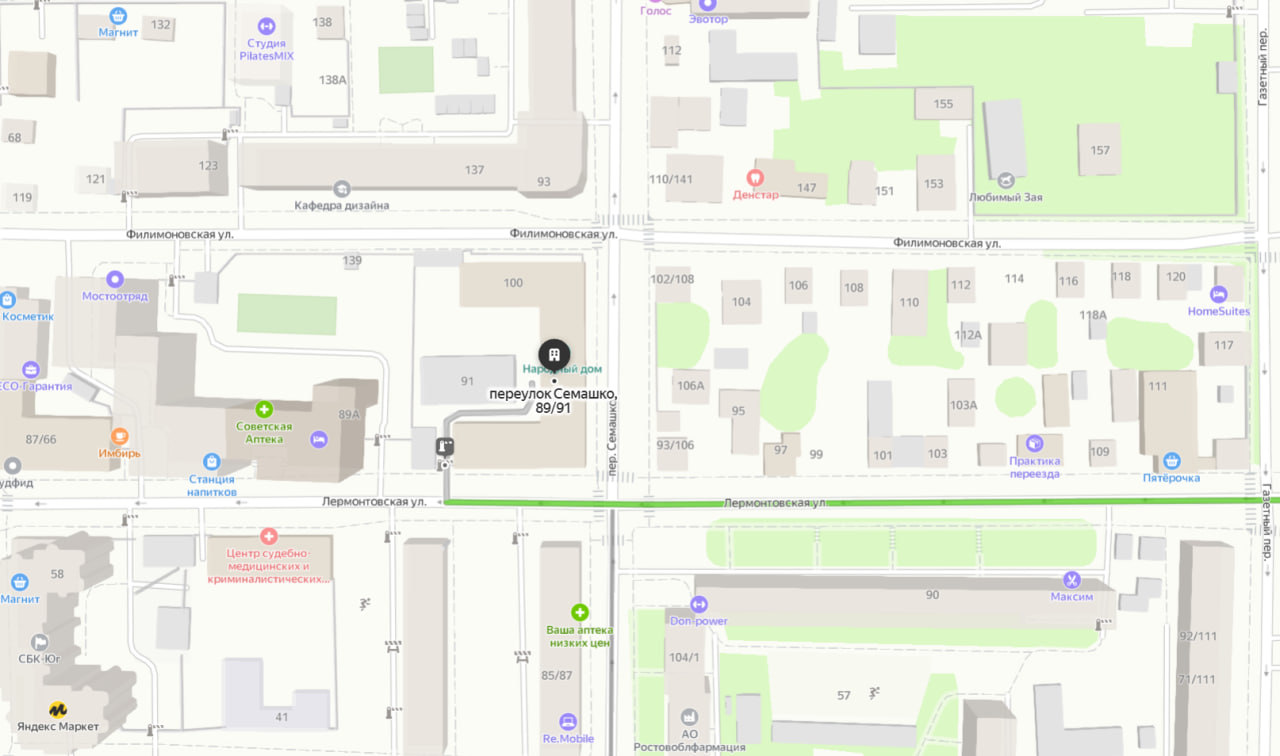 Голос
Эвотор
Магнит
132
Студия
PilatesMIX
138
138А
112
Газетный пер.
155
68
123
137
93
121
119
Кафедра дизайна
110/141
Денстар
147
151
153
157
Любимый Зая
Филимоновская ул.
Филимоновская ул.
Филимоновская ул.
139
100
102/108
104
106
108
110
112
114
116
118
120
Мостоотряд
Косметик
HomeSuites
118А
112А
117
ЕСО-Гарантия
91
Народный дом
переулок Семашко,
89/91
106А
95
103А
111
89А
Советская
Аптека
87/66
Имбирь
пер. Семашко
93/106
97
99
101
103
109
Практика
переезда
Пятёрочка
Станция
напитков
удфид
Лермонтовская ул.
Лермонтовская ул
Газетный пер.
Центр судебно-
медицинских и
криминалистических...
58
Магнит
90
Максим
Don-power
Ваша аптека
низких цен
92/111
СБК-Юг
104/1
85/87
57
71/111
Яндекс Маркет
41
Re.Mobile
АО
Ростовоблфармация